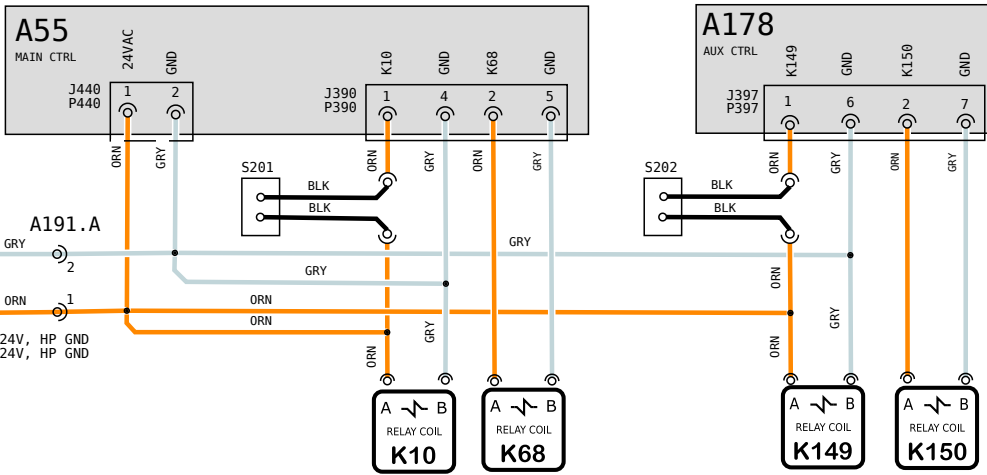 A55
MAIN CTRL
24VAC
GND
K10
GND
K68
GND
J440
P440
1
2
J390
P390
1
4
2
5
A178
AUX CTRL
K149
GND
K150
GND
J397
P397
1
6
2
7
ORN
GRY
ORN
GRY
ORN
GRY
ORN
GRY
ORN
GRY
S201
BLK
BLK
S202
BLK
BLK
A191.A
GRY
2
GRY
GRY
ORN
1
ORN
ORN
ORN
24V, HP GND
24V, HP GND
GRY
GRY
ORN
ORN
A B
RELAY COIL
K10
A B
RELAY COIL
K68
A B
RELAY COIL
K149
A B
RELAY COIL
K150